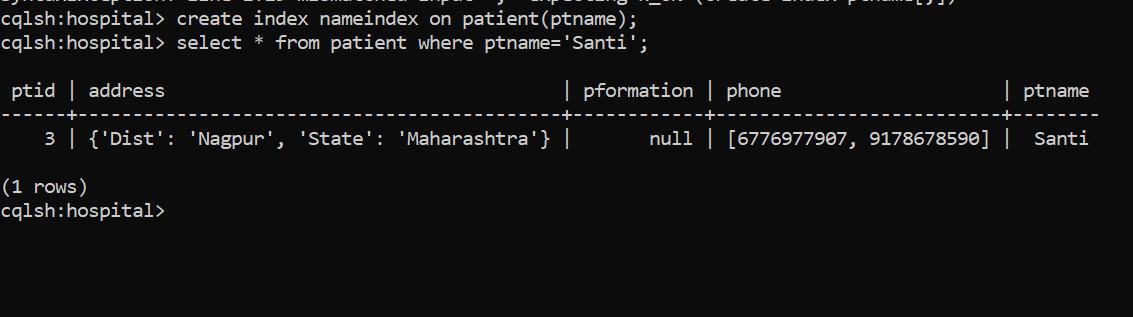 cqlsh:hospital> create index nameindex on patient(ptname);
cqlsh:hospital> select * from patient where ptname='Santi';
 ptid | address                                  | pformation | phone                    | ptname
------+------------------------------------------+------------+--------------------------+--------
    3 | {'Dist': 'Nagpur', 'State': 'Maharashtra'} |       null | [6776977907, 9178678590] |  Santi
(1 rows)
cqlsh:hospital>